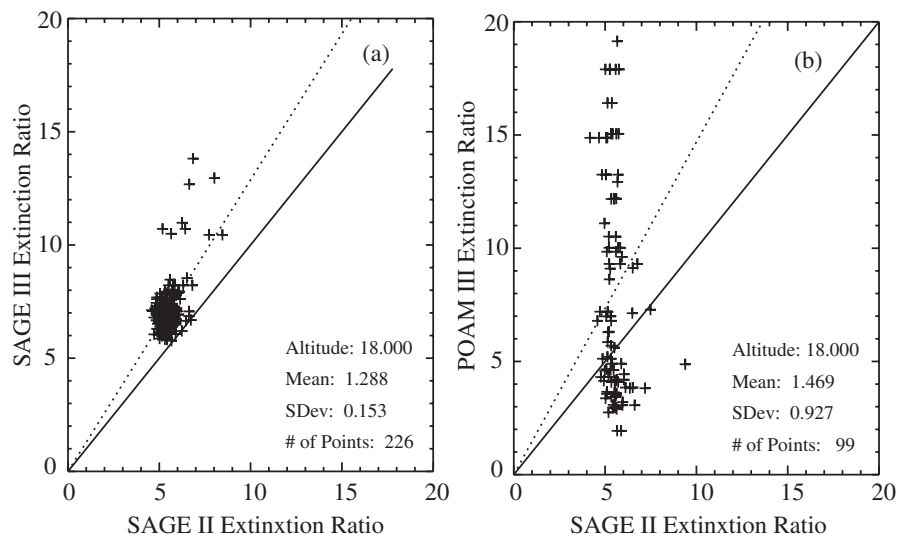 (a)
SAGE III Extinction Ratio
20
15
10
5
0
Altitude: 18.000
Mean: 1.288
SDev: 0.153
# of Points: 226
0 5 10 15 20
SAGE II Extinxtion Ratio
(b)
POAM III Extinction Ratio
20
15
10
5
0
Altitude: 18.000
Mean: 1.469
SDev: 0.927
# of Points: 99
0 5 10 15 20
SAGE II Extinxtion Ratio